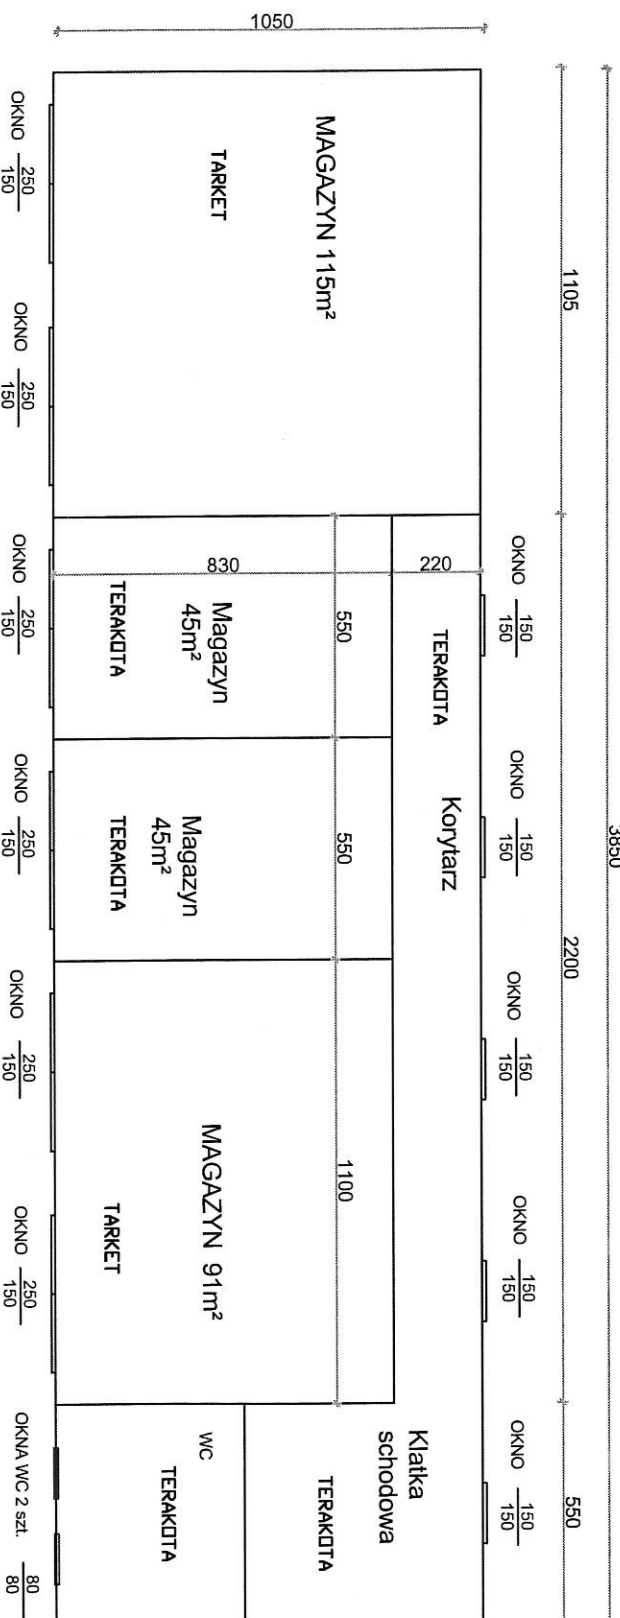 3850
1105
2200
550
1050
OKNO 150
150
OKNO 150
150
OKNO 150
150
OKNO 150
150
OKNO 150
150
MAGAZYN 115m²
TARKET
220
TERAKOTA
Korytarz
Klatka
schodowa
TERAKOTA
830
550
Magazyn
45m²
TERAKOTA
550
Magazyn
45m²
TERAKOTA
1100
MAGAZYN 91m²
TARKET
WC
TERAKOTA
OKNO 250
150
OKNO 250
150
OKNO 250
150
OKNO 250
150
OKNO 250
150
OKNO 250
150
OKNA WC 2 szt. 80
80